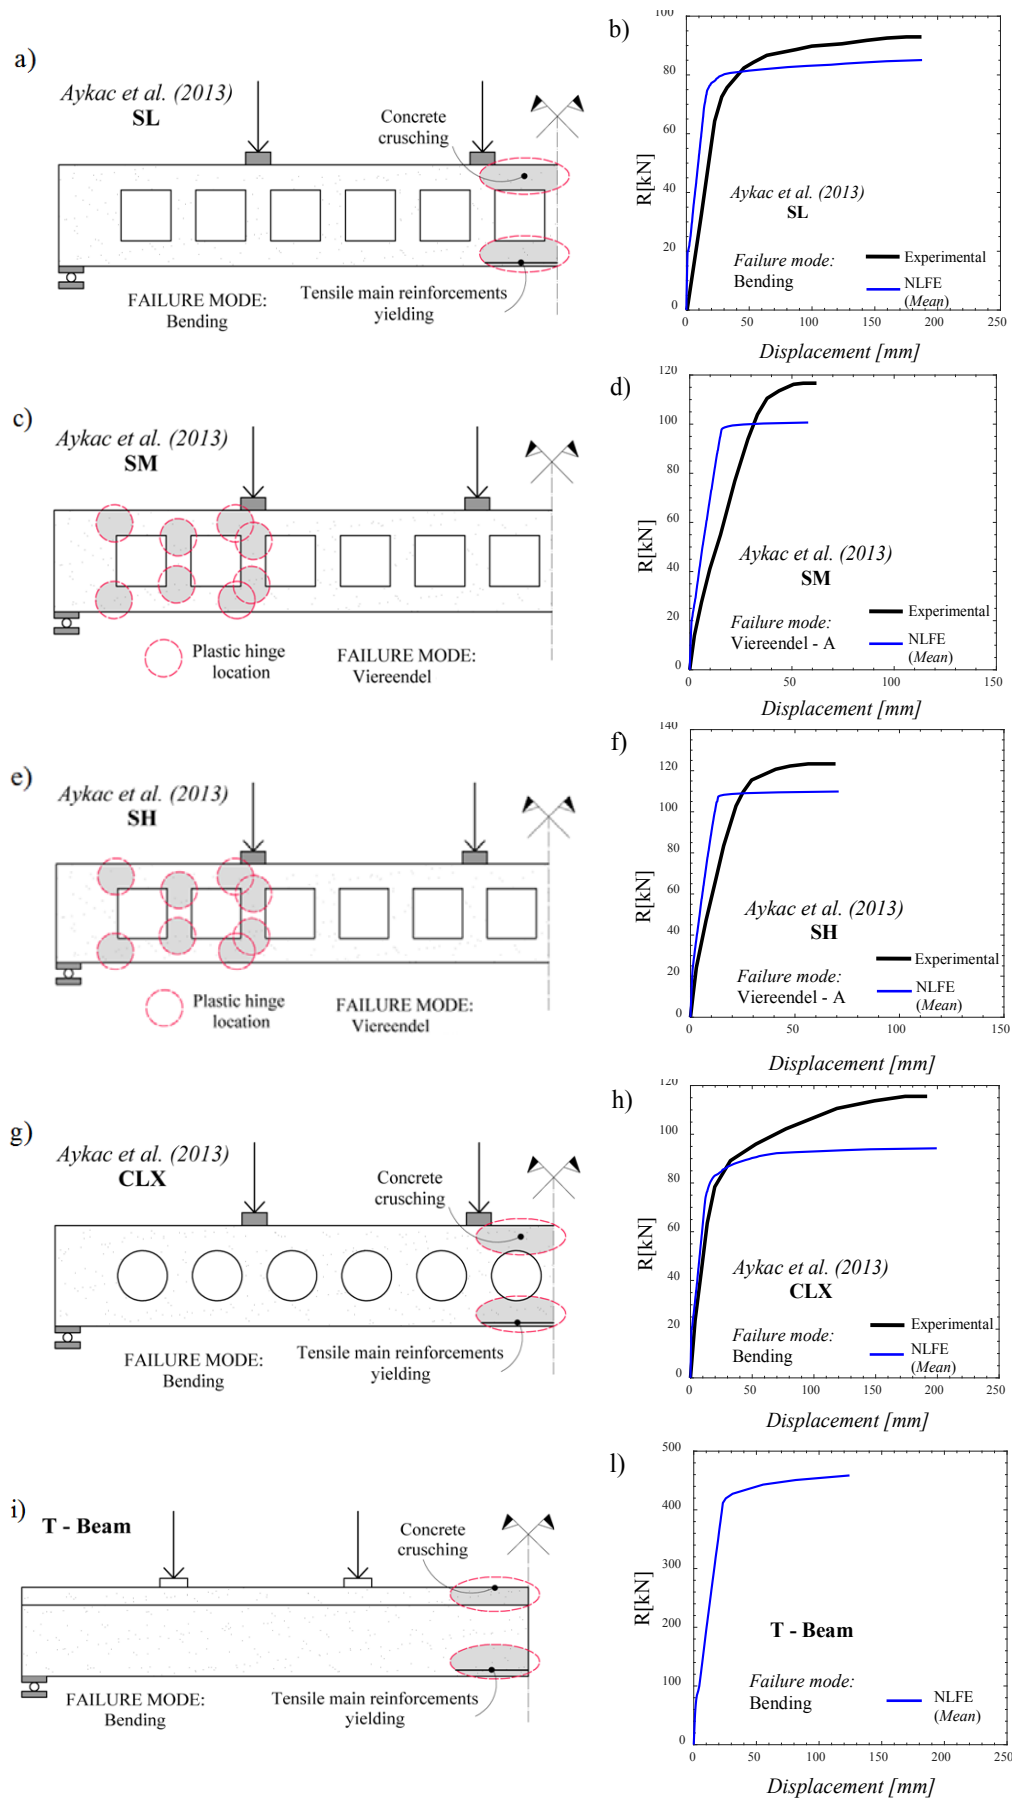 a)
Aykac et al. (2013)
SL
Concrete
crusching
FAILURE MODE:
Bending
Tensile main reinforcements
yielding
b)
100
80
60
40
20
0
R[kN]
Aykac et al. (2013)
SL
Failure mode:
Bending
Experimental
NLFE
(Mean)
0 50 100 150 200 250
Displacement [mm]
c)
Aykac et al. (2013)
SM
Plastic hinge
location
FAILURE MODE:
Viereendel
d)
120
100
80
60
40
20
0
R[kN]
Aykac et al. (2013)
SM
Failure mode:
Viereendel - A
Experimental
NLFE
(Mean)
0 50 100 150
Displacement [mm]
e)
Aykac et al. (2013)
SH
Plastic hinge
location
FAILURE MODE:
Viereendel
f)
140
120
100
80
60
40
20
0
R[kN]
Aykac et al. (2013)
SH
Failure mode:
Viereendel - A
Experimental
NLFE
(Mean)
0 50 100 150
Displacement [mm]
g)
Aykac et al. (2013)
CLX
Concrete
crusching
FAILURE MODE:
Bending
Tensile main reinforcements
yielding
h)
120
100
80
60
40
20
0
R[kN]
Aykac et al. (2013)
CLX
Failure mode:
Bending
Experimental
NLFE
(Mean)
0 50 100 150 200 250
Displacement [mm]
i)
T - Beam
Concrete
crusching
FAILURE MODE:
Bending
Tensile main reinforcements
yielding
l)
500
400
300
200
100
0
R[kN]
T - Beam
Failure mode:
Bending
NLFE
(Mean)
0 50 100 150 200 250
Displacement [mm]